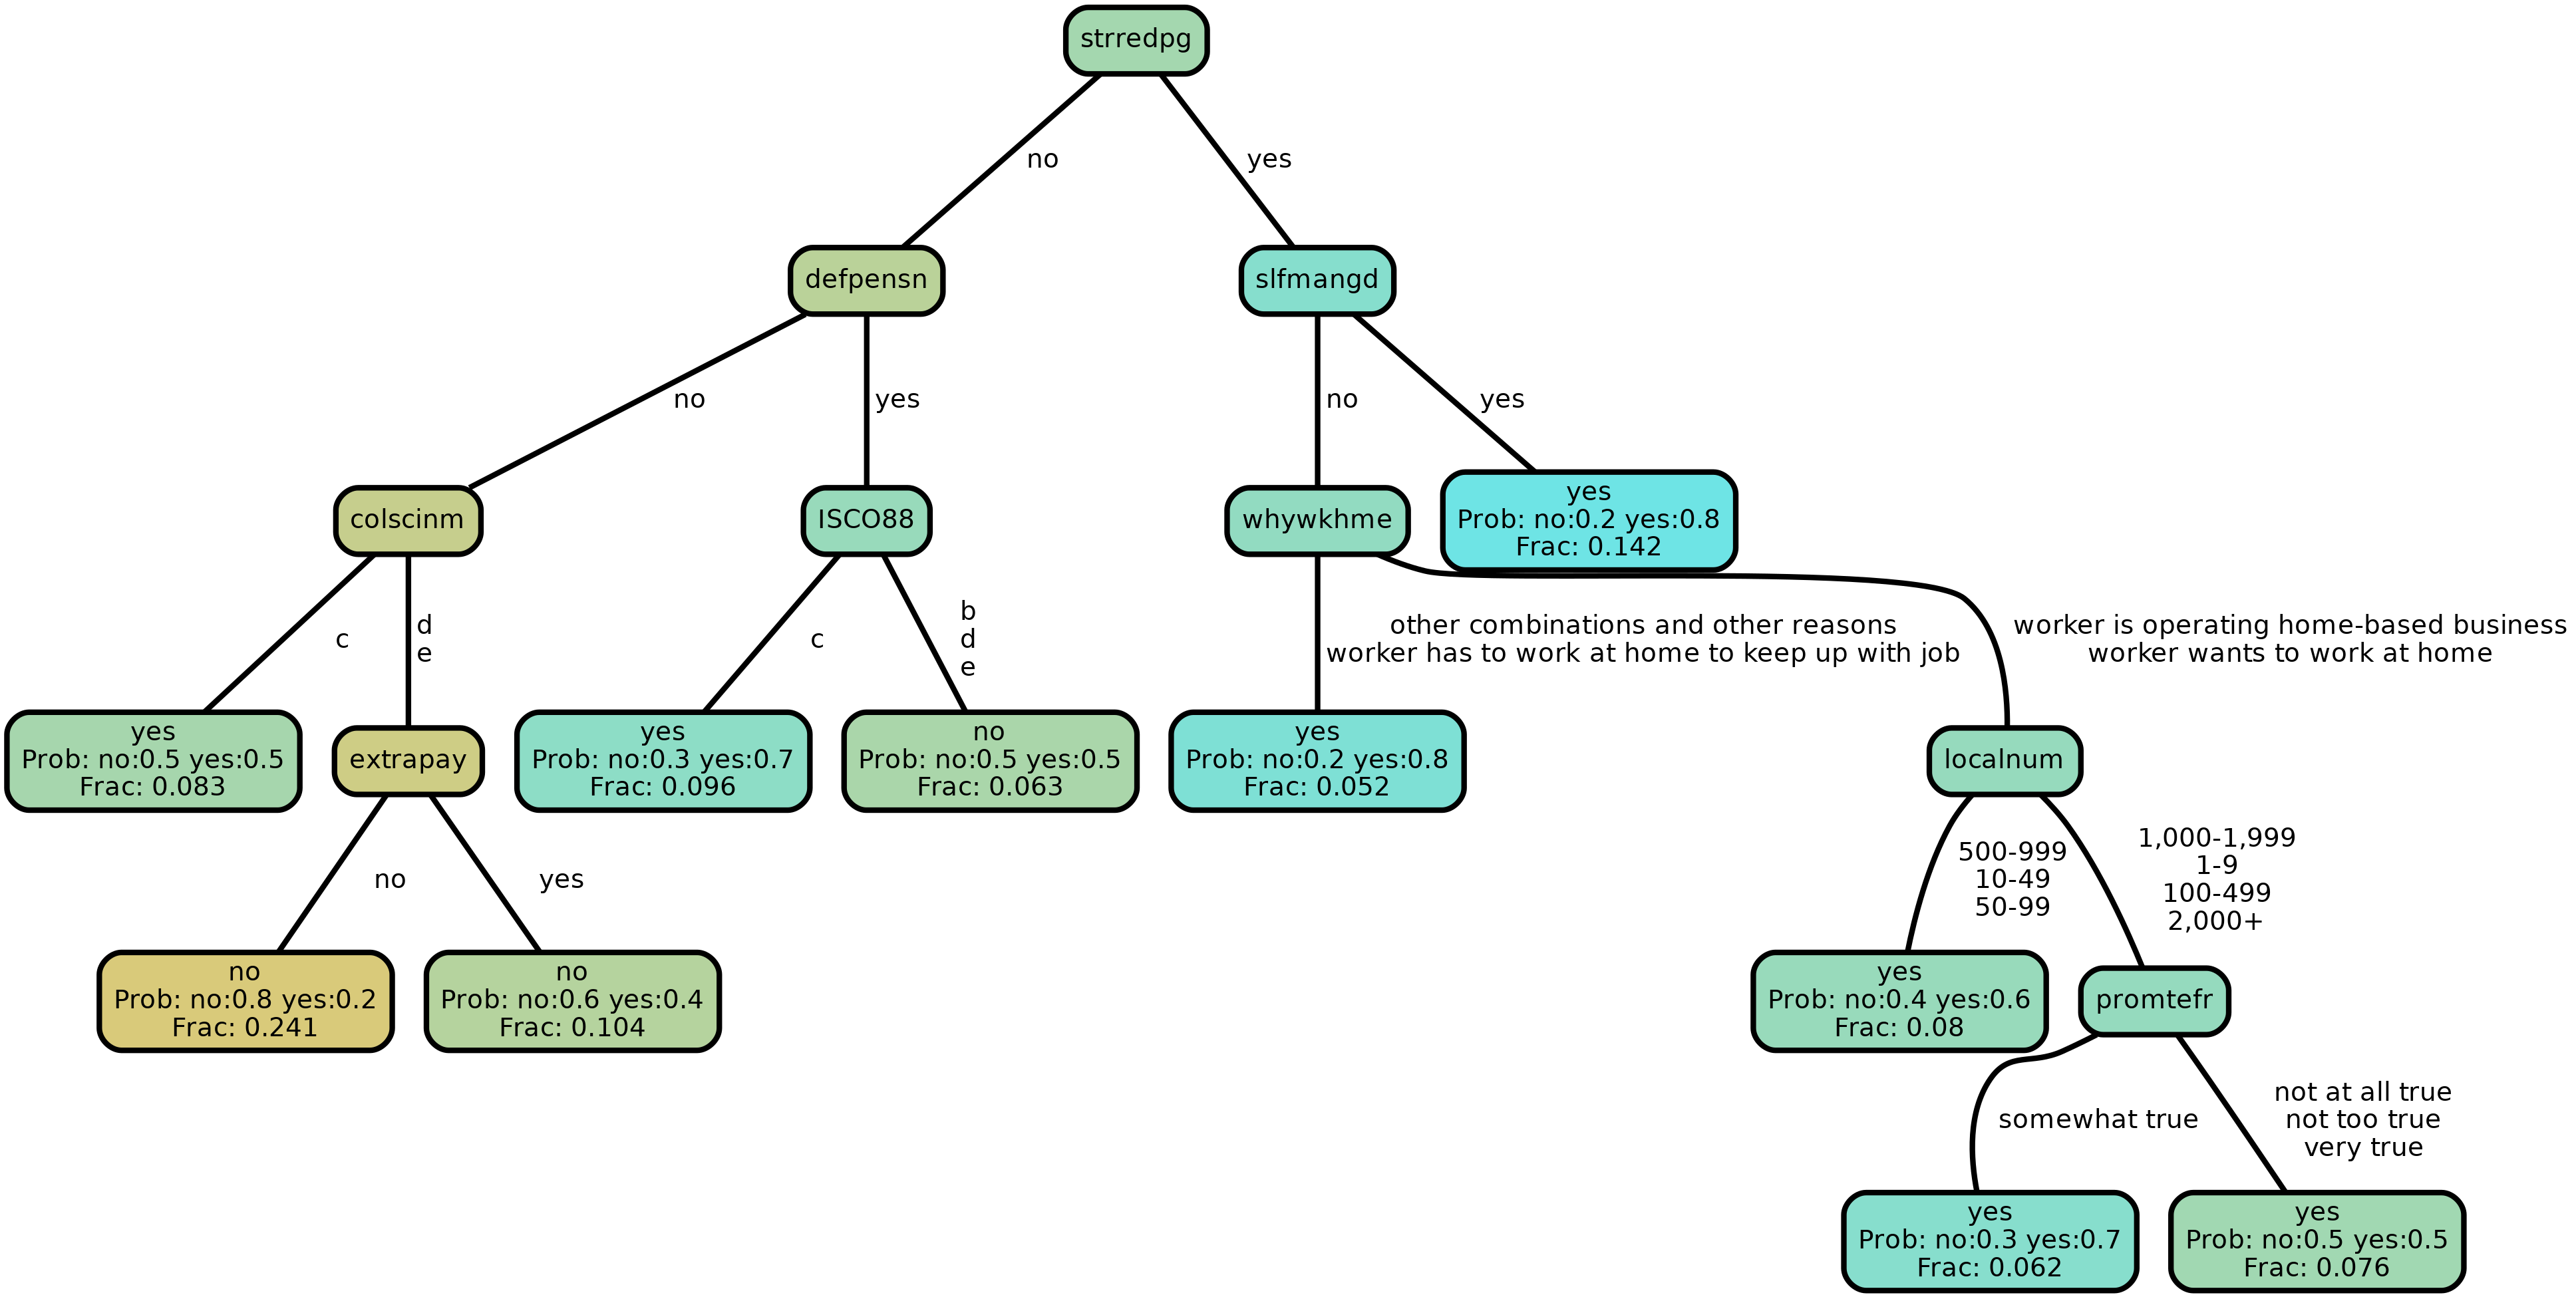 strredpg
no
yes
defpensn
slfmangd
no
yes
no
yes
colscinm
ISCO88
whywkhme
yes
Prob: no:0.2 yes:0.8
Frac: 0.142
c
d
e
c
b
d
e
other combinations and other reasons
worker has to work at home to keep up with job
worker is operating home-based business
worker wants to work at home
yes
Prob: no:0.5 yes:0.5
Frac: 0.083
extrapay
yes
Prob: no:0.3 yes:0.7
Frac: 0.096
no
Prob: no:0.5 yes:0.5
Frac: 0.063
yes
Prob: no:0.2 yes:0.8
Frac: 0.052
localnum
no
yes
500-999
10-49
50-99
1,000-1,999
1-9
100-499
2,000+
no
Prob: no:0.8 yes:0.2
Frac: 0.241
no
Prob: no:0.6 yes:0.4
Frac: 0.104
yes
Prob: no:0.4 yes:0.6
Frac: 0.08
promtefr
somewhat true
not at all true
not too true
very true
yes
Prob: no:0.3 yes:0.7
Frac: 0.062
yes
Prob: no:0.5 yes:0.5
Frac: 0.076